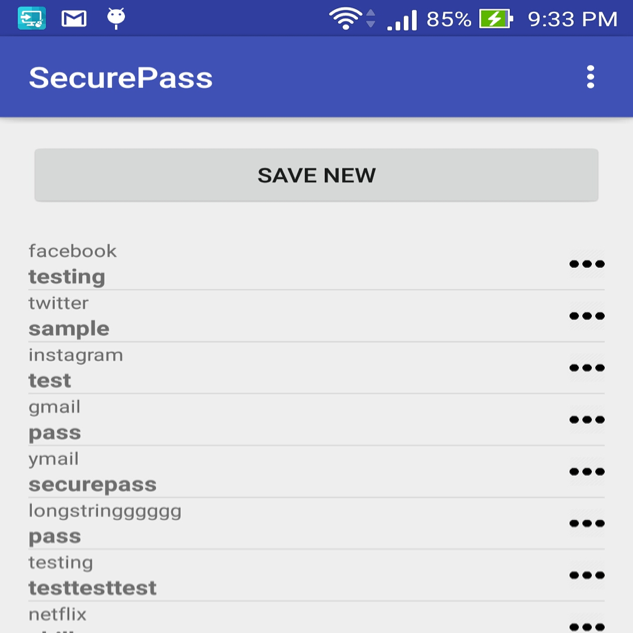 85% 9:33 PM
SecurePass
SAVE NEW
facebook
testing
twitter
sample
instagram
test
gmail
pass
ymail
securepass
longstringggggg
pass
testing
testtesttest
netflix